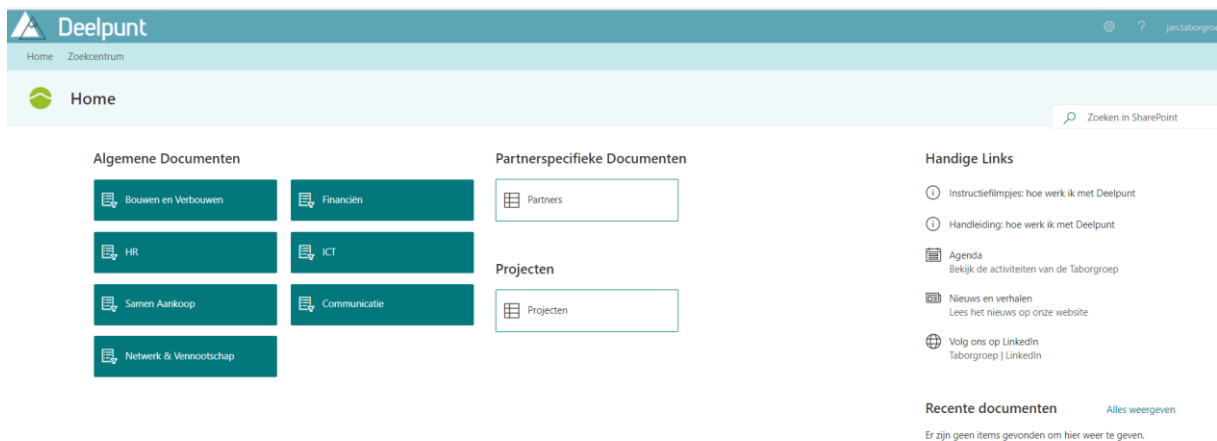 Deelpunt
?
Home Zoekcentrum
Home
Zoeken in SharePoint
Algemene Documenten
Bouwen en Verbouwen
Financiën
HR
ICT
Samen Aankoop
Communicatie
Netwerk & Vennootschap
Partnerspecifieke Documenten
Partners
Projecten
Projecten
Handige Links
Instructiefilmpjes: hoe werk ik met Deelpunt
Handleiding: hoe werk ik met Deelpunt
Agenda
Bekijk de activiteiten van de Taborgroep
Nieuws en verhalen
Lees het nieuws op onze website
Volg ons op LinkedIn
Taborgroep | LinkedIn
Recente documenten Alles weergeven
Er zijn geen items gevonden om hier weer te geven.